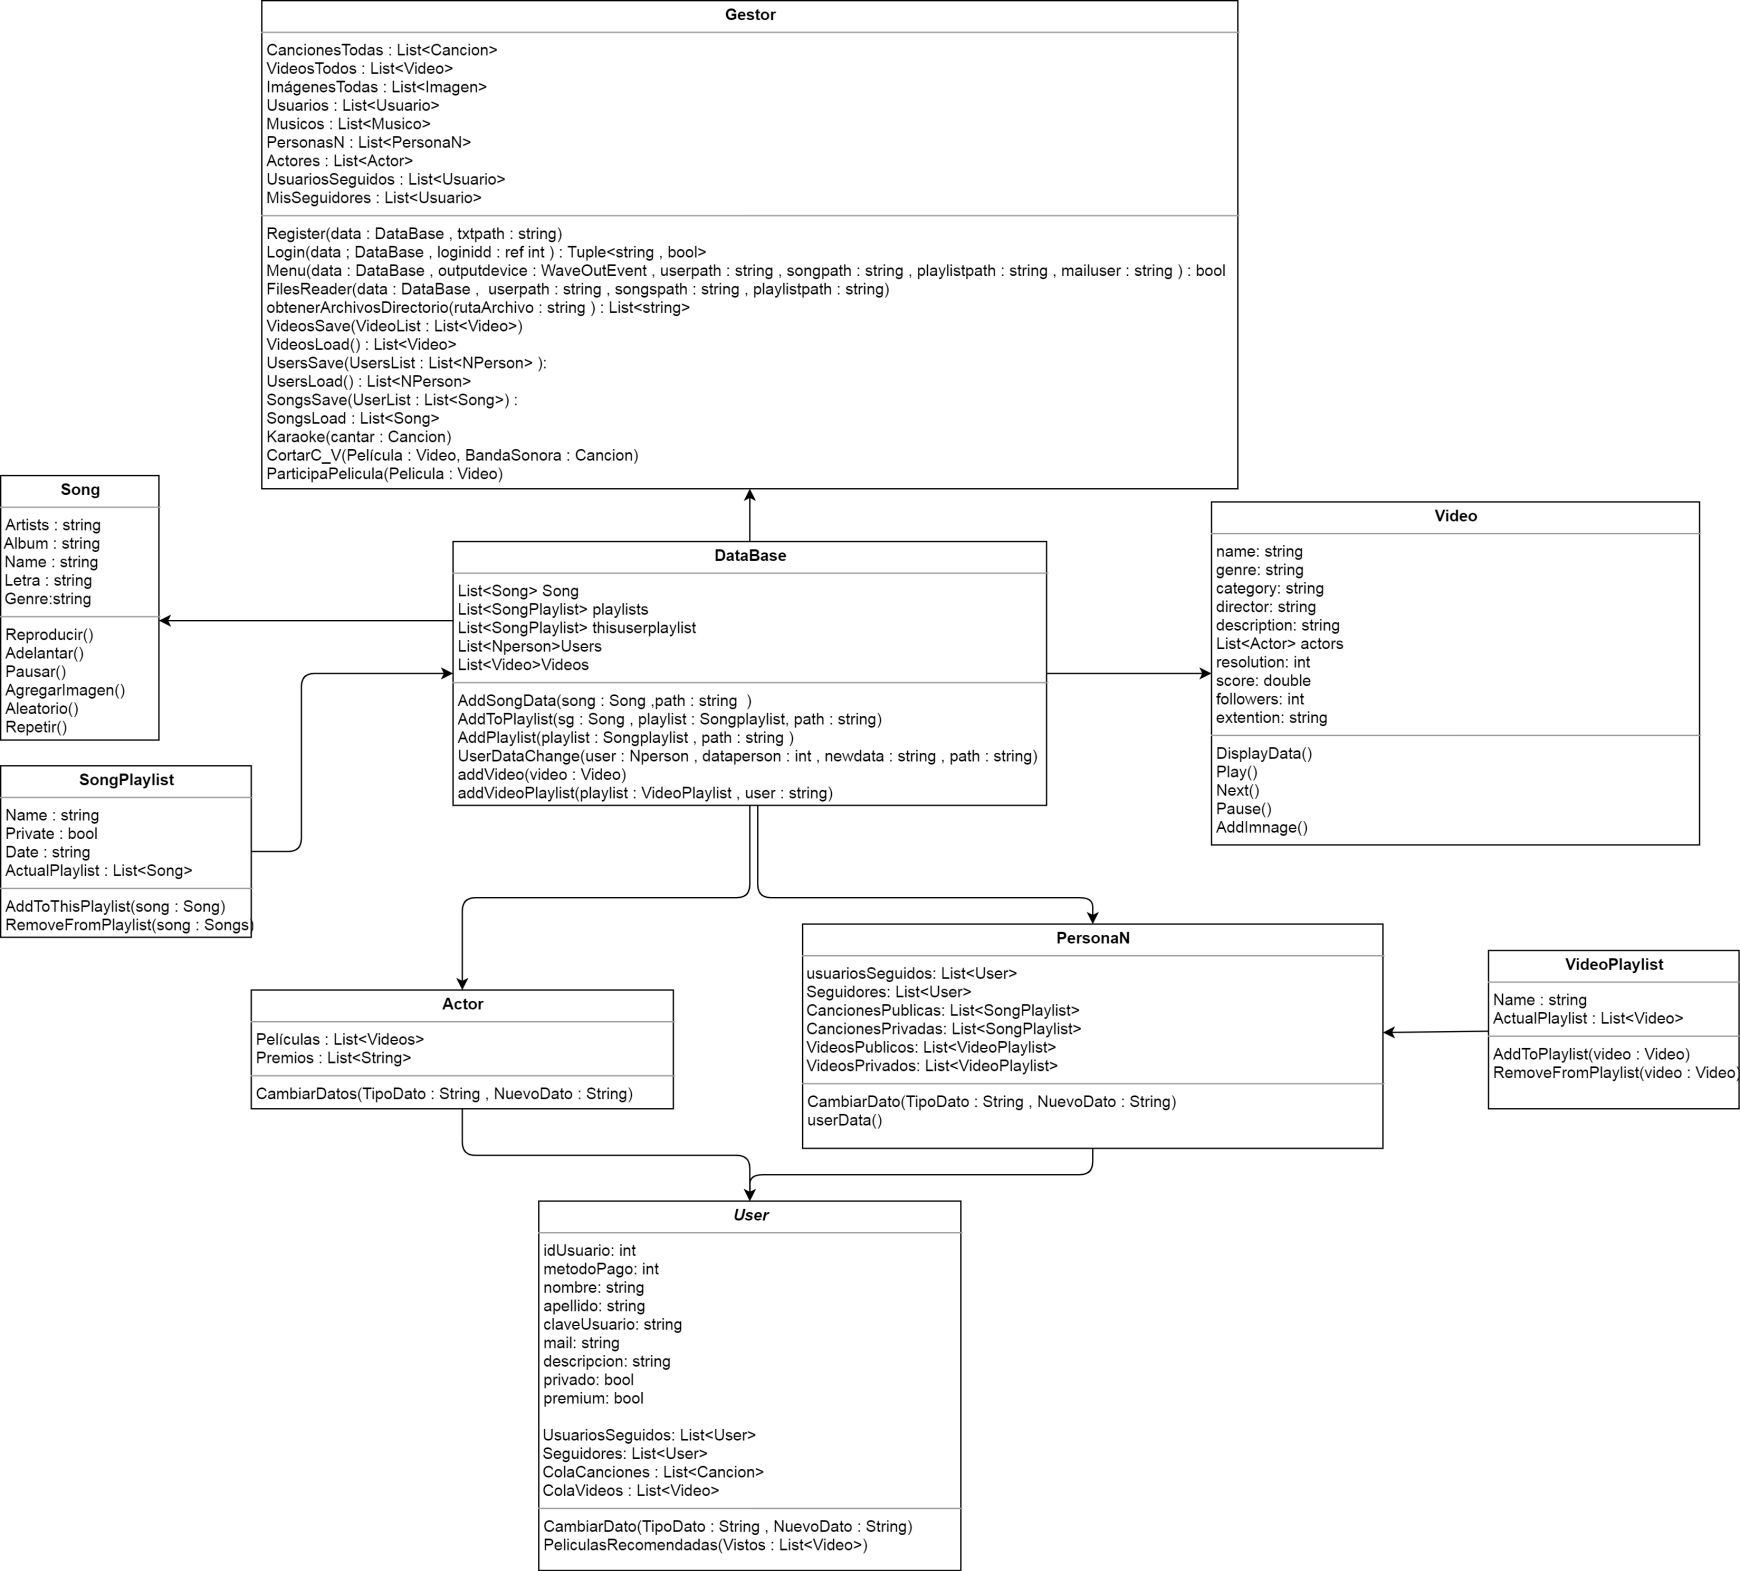 Gestor
CancionesTodas : List<Cancion>
VideosTodos : List<Video>
ImágenesTodas : List<Imagen>
Usuarios : List<Usuario>
Musicos : List<Musico>
PersonasN : List<PersonaN>
Actores : List<Actor>
UsuariosSeguidos : List<Usuario>
MisSeguidores : List<Usuario>
Register(data : DataBase , txtpath : string)
Login(data ; DataBase , loginidd : ref int ) : Tuple<string , bool>
Menu(data : DataBase , outputdevice : WaveOutEvent , userpath : string , songpath : string , playlistpath : string , mailuser : string ) : bool
FilesReader(data : DataBase ,  userpath : string , songspath : string , playlistpath : string)
obtenerArchivosDirectorio(rutaArchivo : string ) : List<string>
VideosSave(VideoList : List<Video>)
VideosLoad() : List<Video>
UsersSave(UsersList : List<NPerson> ):
UsersLoad() : List<NPerson>
SongsSave(UserList : List<Song>) :
SongsLoad : List<Song>
Karaoke(cantar : Cancion)
CortarC_V(Película : Video, BandaSonora : Cancion)
ParticipaPelicula(Pelicula : Video)
Song
Artists : string
Album : string
Name : string
Letra : string
Genre:string
Reproducir()
Adelantar()
Pausar()
AgregarImagen()
Aleatorio()
Repetir()
DataBase
List<Song> Song
List<SongPlaylist> playlists
List<SongPlaylist> thisuserplaylist
List<Nperson>Users
List<Video>Videos
AddSongData(song : Song ,path : string  )
AddToPlaylist(sg : Song , playlist : Songplaylist, path : string)
AddPlaylist(playlist : Songplaylist , path : string )
UserDataChange(user : Nperson , dataperson : int , newdata : string , path : string)
addVideo(video : Video)
addVideoPlaylist(playlist : VideoPlaylist , user : string)
Video
name: string
genre: string
category: string
director: string
description: string
List<Actor> actors
resolution: int
score: double
followers: int
extention: string
DisplayData()
Play()
Next()
Pause()
AddImnage()
SongPlaylist
Name : string
Private : bool
Date : string
ActualPlaylist : List<Song>
AddToThisPlaylist(song : Song)
RemoveFromPlaylist(song : Songs)
Actor
Películas : List<Videos>
Premios : List<String>
CambiarDatos(TipoDato : String , NuevoDato : String)
PersonaN
usuariosSeguidos: List<User>
Seguidores: List<User>
CancionesPublicas: List<SongPlaylist>
CancionesPrivadas: List<SongPlaylist>
VideosPublicos: List<VideoPlaylist>
VideosPrivados: List<VideoPlaylist>
CambiarDato(TipoDato : String , NuevoDato : String)
userData()
VideoPlaylist
Name : string
ActualPlaylist : List<Video>
AddToPlaylist(video : Video)
RemoveFromPlaylist(video : Video)
User
idUsuario: int
metodoPago: int
nombre: string
apellido: string
claveUsuario: string
mail: string
descripcion: string
privado: bool
premium: bool
UsuariosSeguidos: List<User>
Seguidores: List<User>
ColaCanciones : List<Cancion>
ColaVideos : List<Video>
CambiarDato(TipoDato : String , NuevoDato : String)
PeliculasRecomendadas(Vistos : List<Video>)